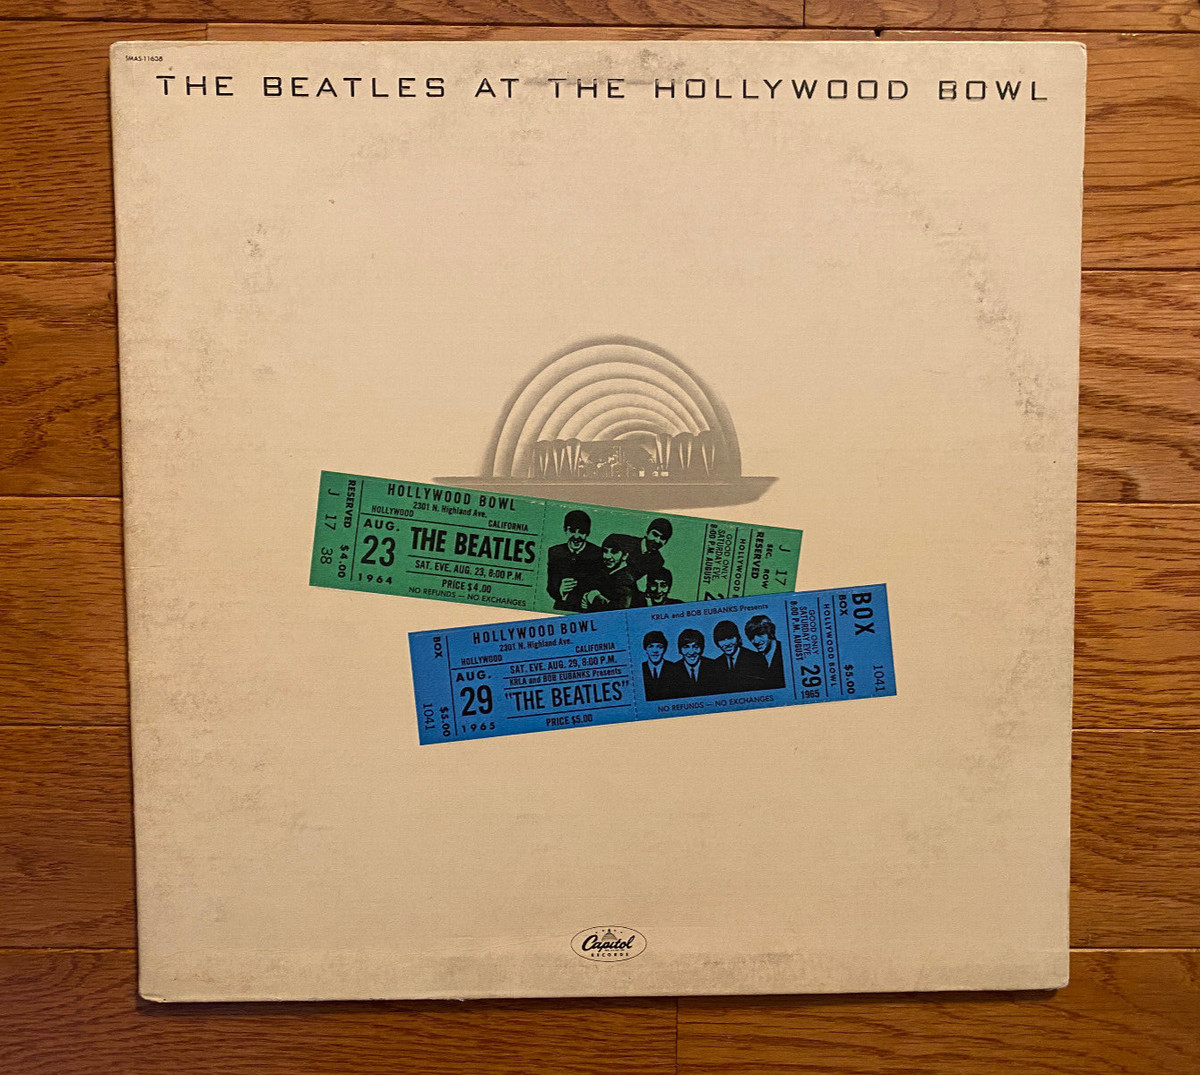 SMAS-11638
THE BEATLES AT THE HOLLYWOOD BOWL
RESERVED
J 17 38
$4.00
HOLLYWOOD BOWL
2301 N. Highland Ave.
HOLLYWOOD CALIFORNIA
AUG.
23
1964
THE BEATLES
SAT. EVE. AUG. 23, 8:00 P.M.
PRICE $4.00
NO REFUNDS — NO EXCHANGES
GOOD ONLY
SATURDAY EVE.
8:00 P.M. AUGUST
HOLLYWOOD
SEC. ROW
RESERVED
J 17
BOX
1041
$5.00
HOLLYWOOD BOWL
2301 N. Highland Ave.
HOLLYWOOD CALIFORNIA
AUG.
29
1965
SAT. EVE. AUG. 29, 8:00 P.M.
KRLA and BOB EUBANKS Presents
"THE BEATLES"
PRICE $5.00
KRLA and BOB EUBANKS Presents
NO REFUNDS — NO EXCHANGES
GOOD ONLY
SATURDAY EVE.
8:00 P.M. AUGUST
29
1965
HOLLYWOOD BOWL
BOX
$5.00
BOX
1041
Capitol
RECORDS